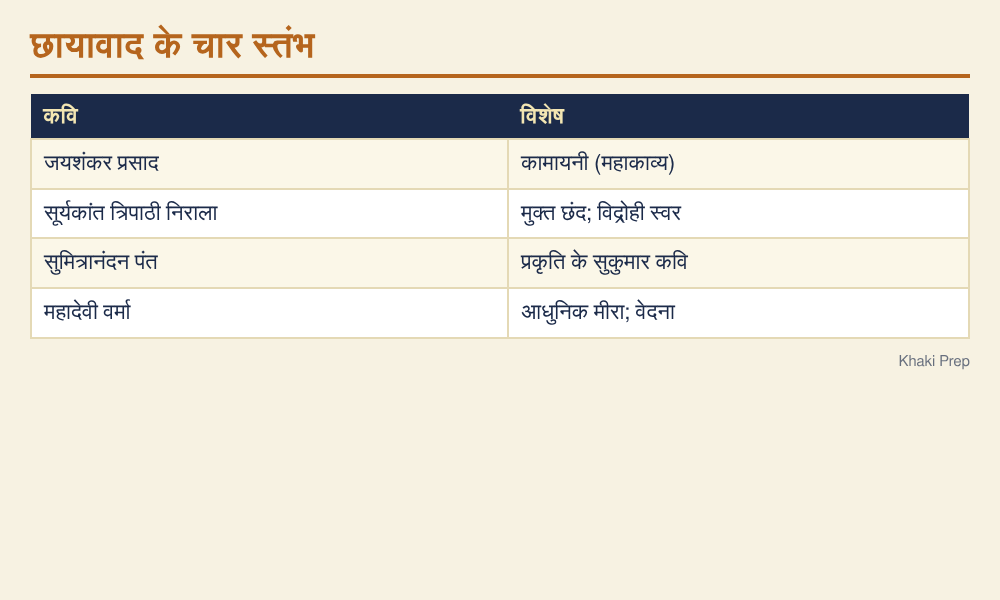 छायावाद के चार स्तंभ
कवि विशेष
जयशंकर प्रसाद कामायनी (महाकाव्य)
सूर्यकांत त्रिपाठी निराला मुक्त छंद; विद्रोही स्वर
सुमित्रानंदन पंत प्रकृति के सुकुमार कवि
महादेवी वर्मा आधुनिक मीरा; वेदना
Khaki Prep